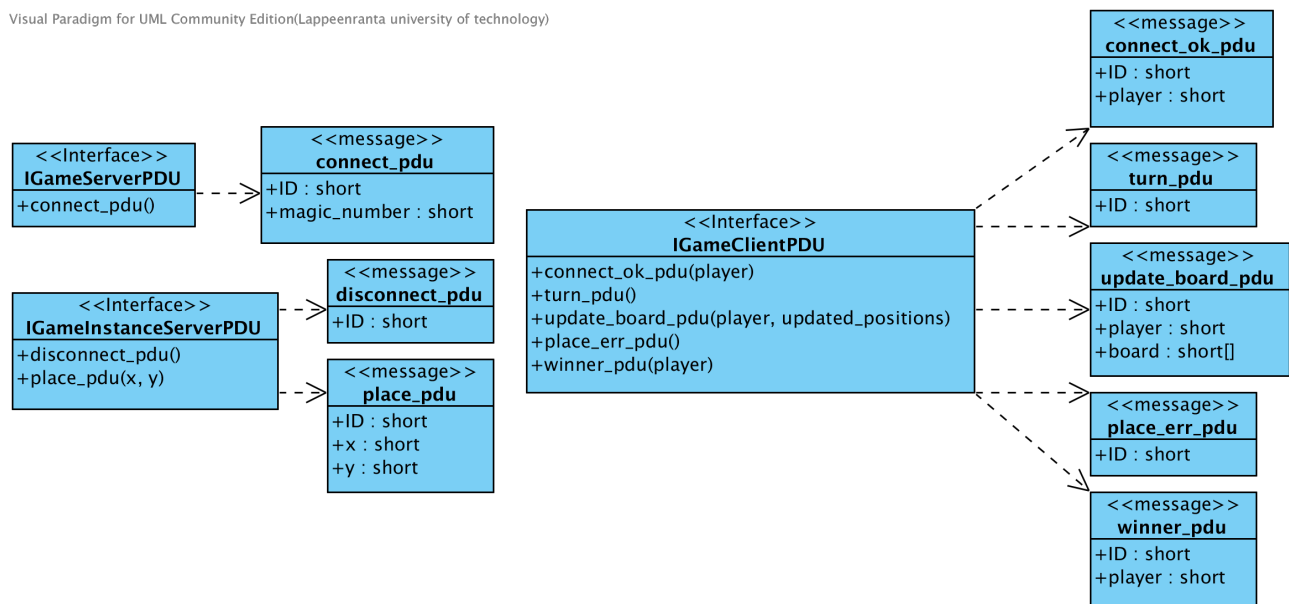 Visual Paradigm for UML Community Edition(Lappeenranta university of technology)
<<Interface>>
IGameServerPDU
+connect_pdu()
<<message>>
connect_pdu
+ID : short
+magic_number : short
<<Interface>>
IGameInstanceServerPDU
+disconnect_pdu()
+place_pdu(x, y)
<<message>>
disconnect_pdu
+ID : short
<<message>>
place_pdu
+ID : short
+x : short
+y : short
<<Interface>>
IGameClientPDU
+connect_ok_pdu(player)
+turn_pdu()
+update_board_pdu(player, updated_positions)
+place_err_pdu()
+winner_pdu(player)
<<message>>
connect_ok_pdu
+ID : short
+player : short
<<message>>
turn_pdu
+ID : short
<<message>>
update_board_pdu
+ID : short
+player : short
+board : short[]
<<message>>
place_err_pdu
+ID : short
<<message>>
winner_pdu
+ID : short
+player : short